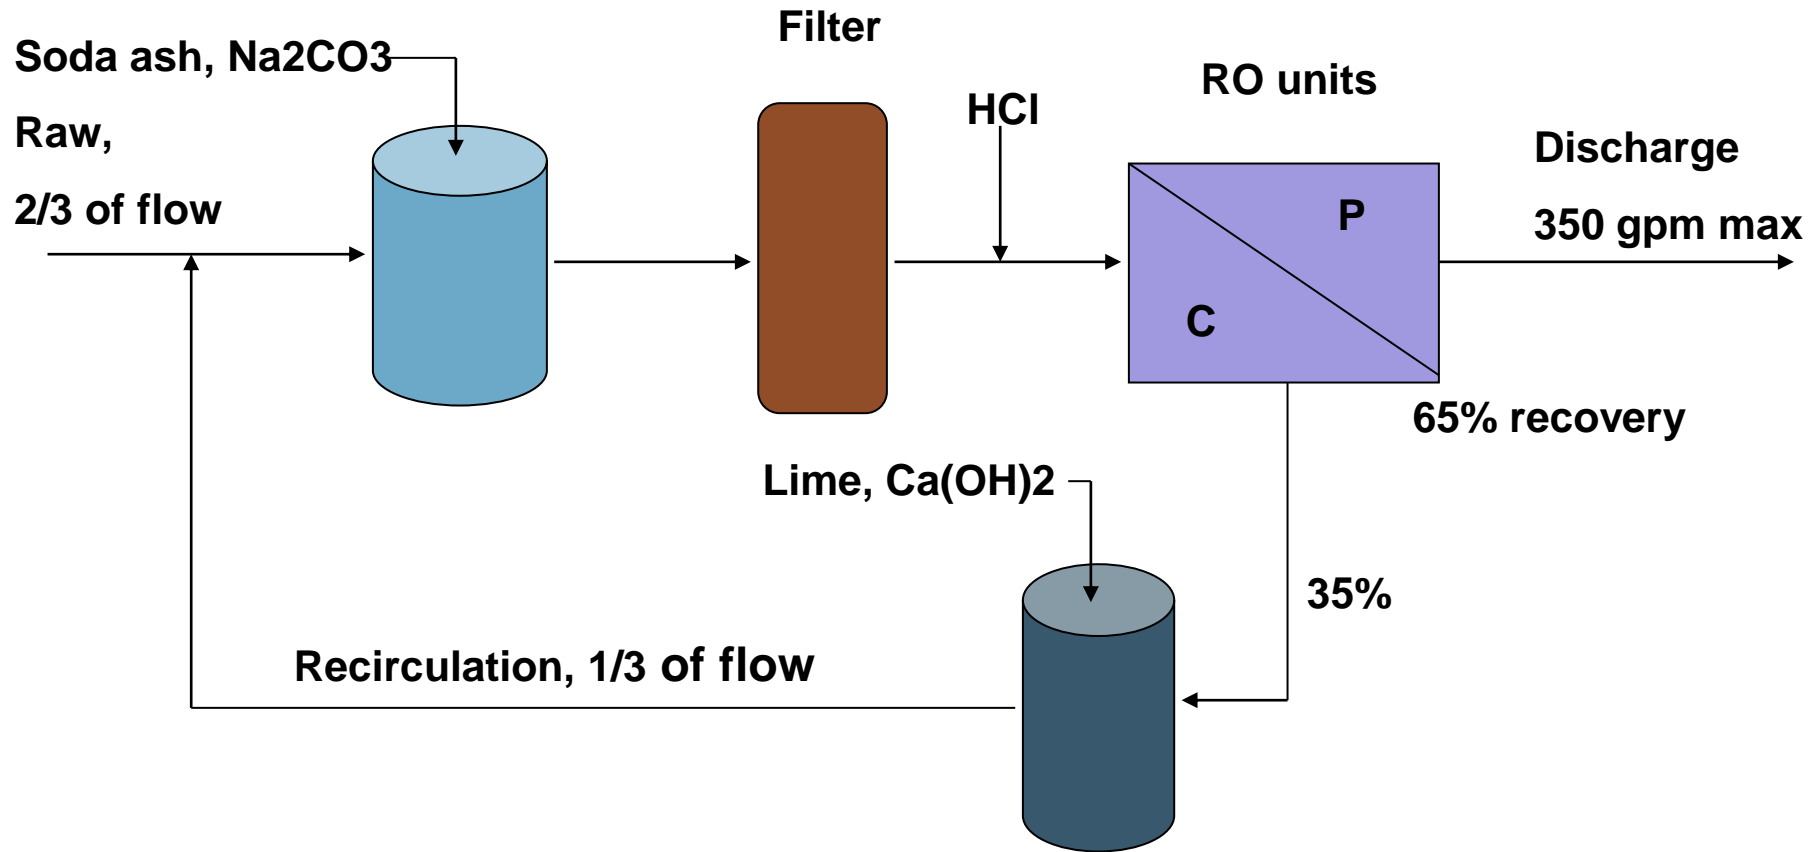 Filter
Soda ash, Na2CO3
RO units
HCl
Raw,
Discharge
2/3 of flow
P
350 gpm max
C
65% recovery
Lime, Ca(OH)2
35%
Recirculation, 1/3 of flow